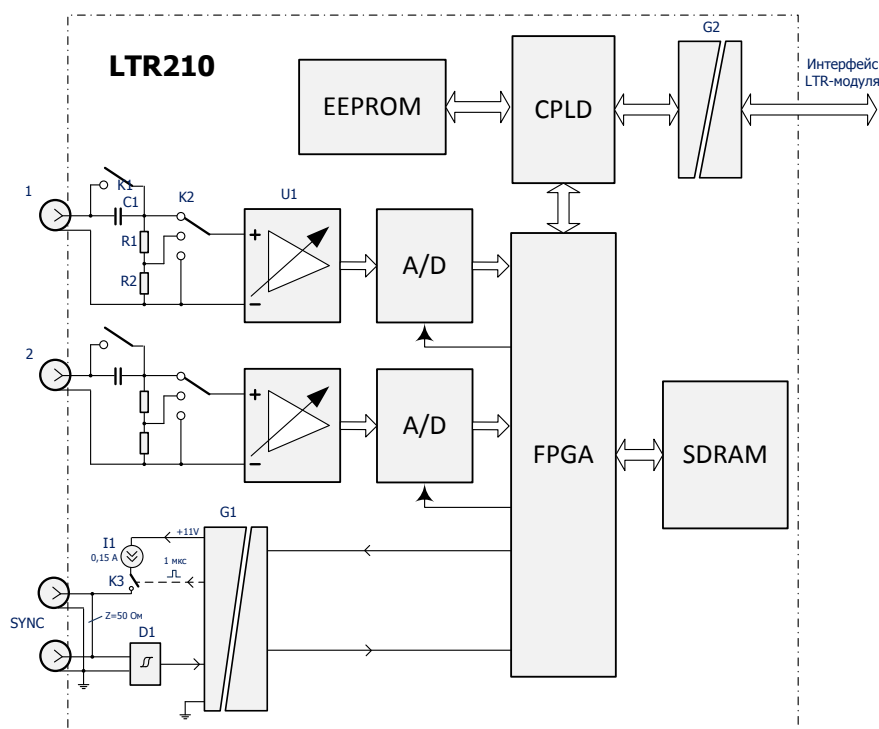 G2
LTR210
Интерфейс
LTR-модуля
EEPROM
CPLD
K1
1
K2
U1
C1
+
R1
A/D
R2
−
2
+
A/D
FPGA
SDRAM
−
G1
+11V
I1
0,15 А
1 мкс
K3
Z=50 Ом
SYNC
D1